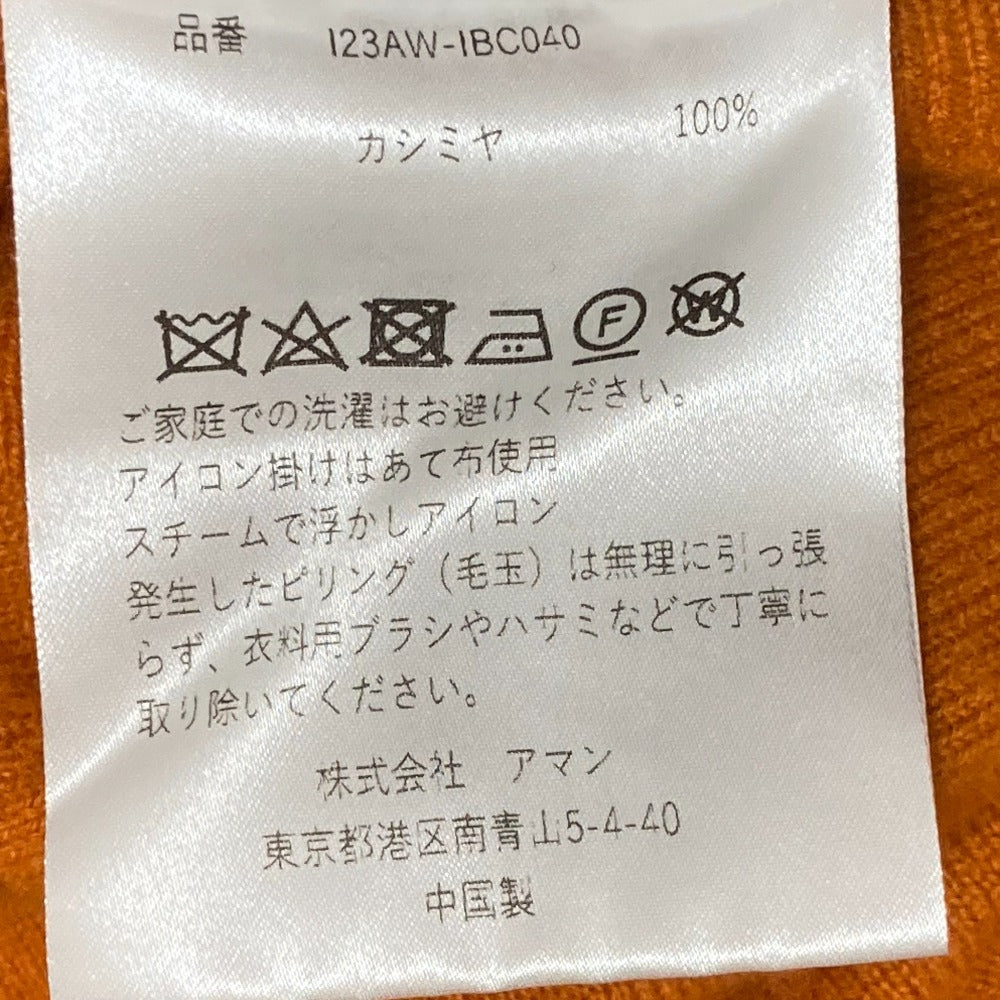 品番 I23AW-IBC040
カシミヤ 100%
F W
ご家庭での洗濯はお避けください。
アイロン掛けはあて布使用
スチームで浮かしアイロン
発生したピリング（毛玉）は無理に引っ張
らず、衣料用ブラシやハサミなどで丁寧に
取り除いてください。
株式会社 アマン
東京都港区南青山5-4-40
中国製